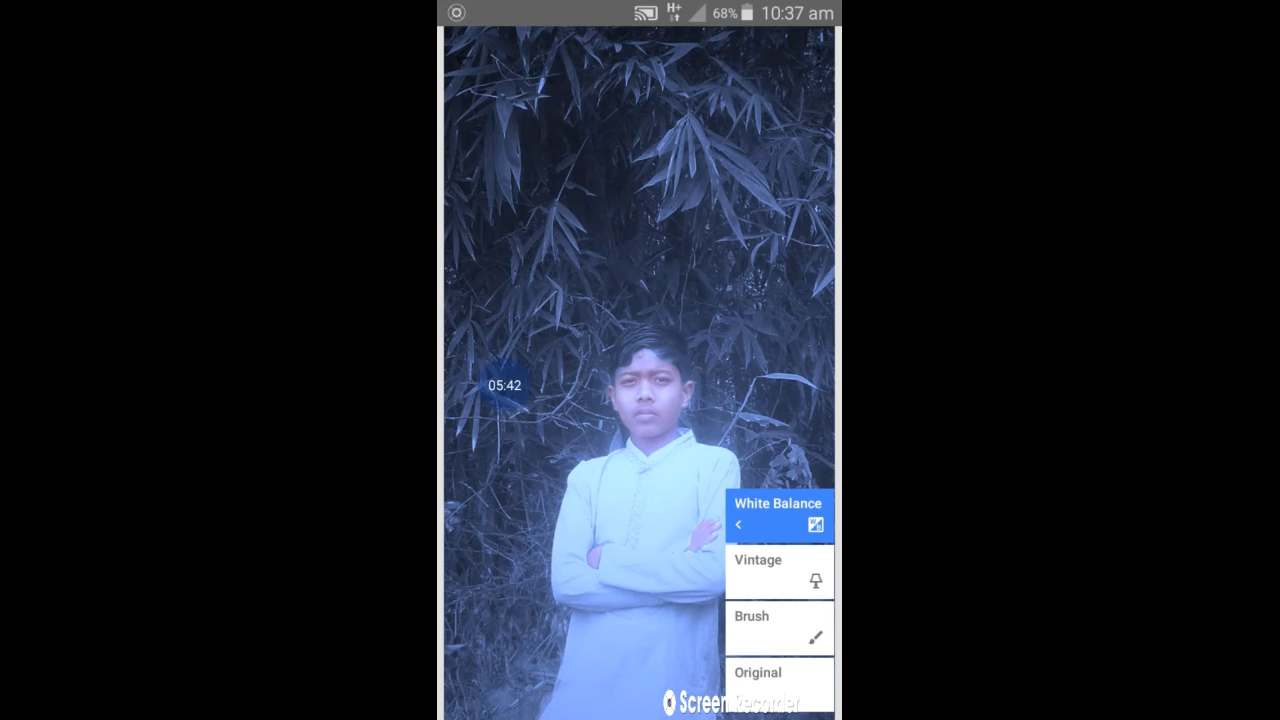 H+
68%
10:37 am
05:42
White Balance
Vintage
Brush
Original
Screen Recorder